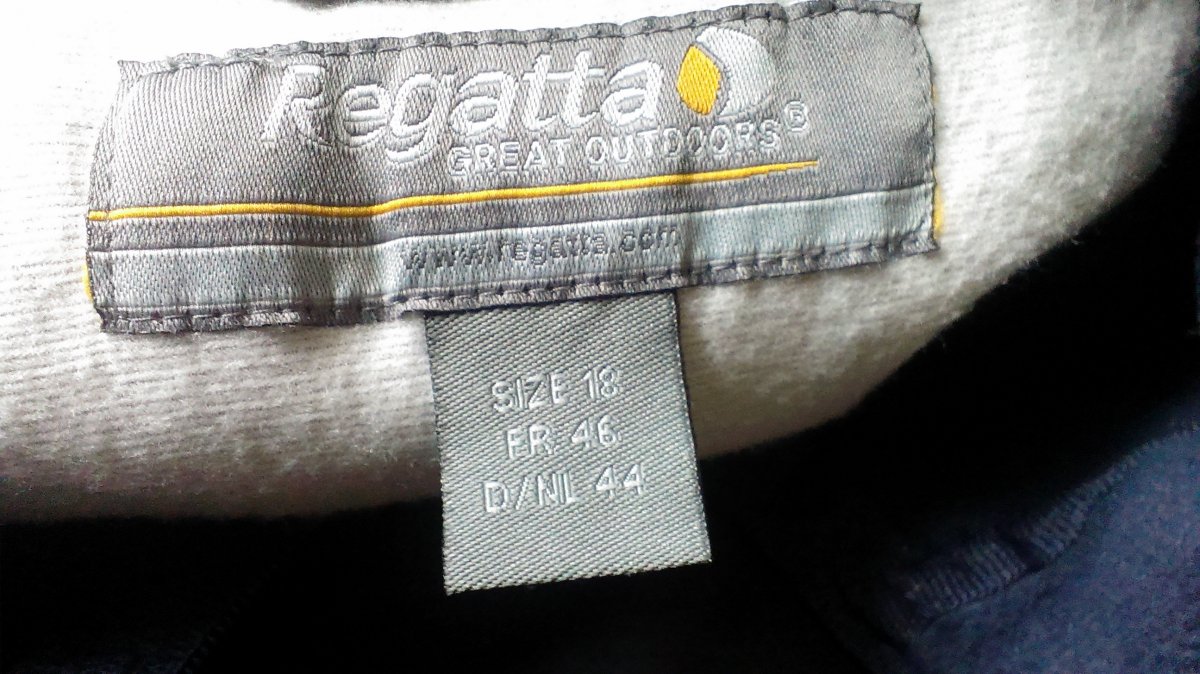 Regatta
GREAT OUTDOORS®
www.regatta.com
SIZE 18
FR 46
D/NL 44